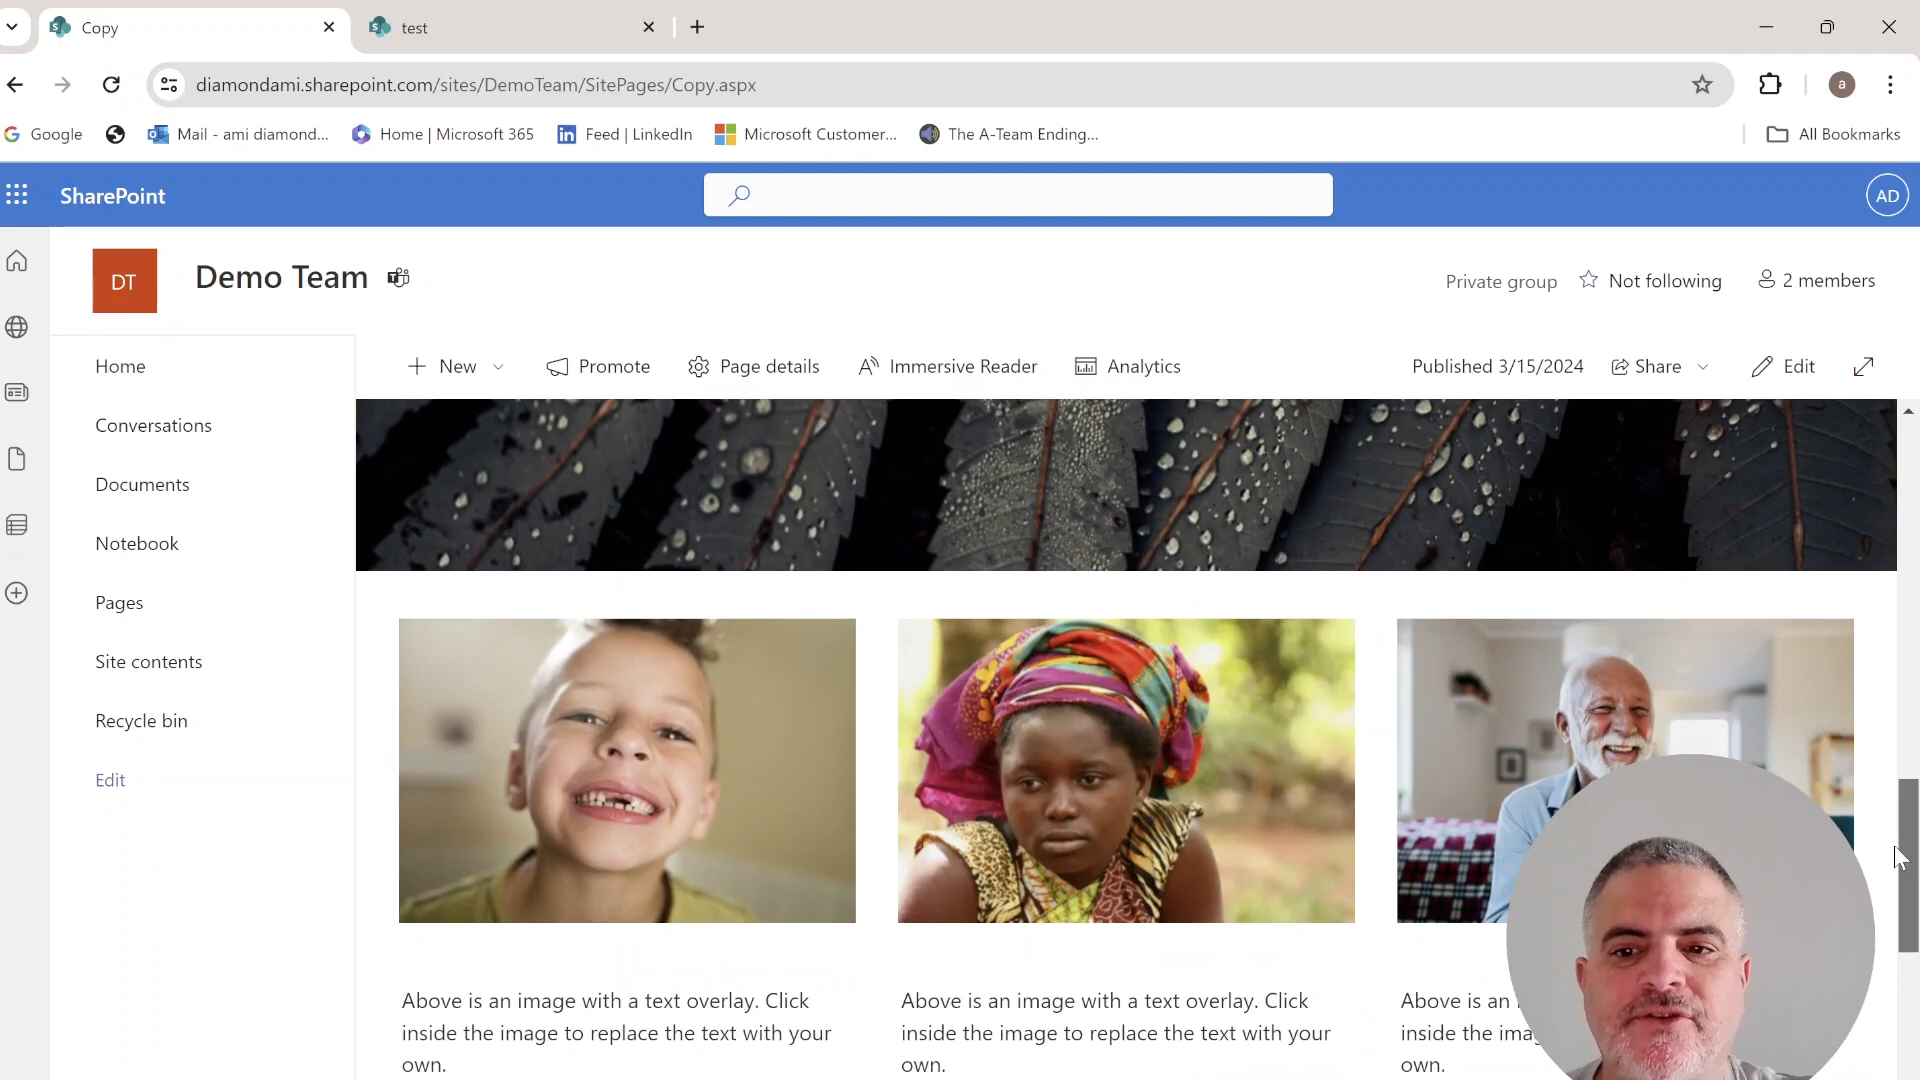 Copy
test
diamondami.sharepoint.com/sites/DemoTeam/SitePages/Copy.aspx
a
Google
Mail - ami diamond...
Home | Microsoft 365
Feed | LinkedIn
Microsoft Customer...
The A-Team Ending...
All Bookmarks
SharePoint
AD
DT
Demo Team
Private group
Not following
2 members
Home
Conversations
Documents
Notebook
Pages
Site contents
Recycle bin
Edit
New
Promote
Page details
Immersive Reader
Analytics
Published 3/15/2024
Share
Edit
Above is an image with a text overlay. Click
inside the image to replace the text with your
own.
Above is an image with a text overlay. Click
inside the image to replace the text with your
own.
Above is an
inside the
own.